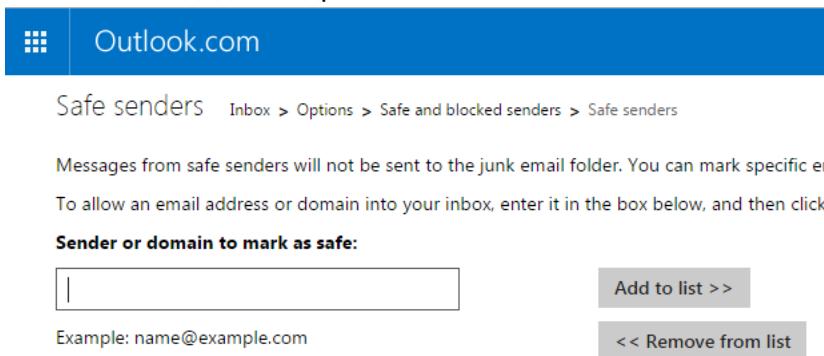 Outlook.com
Safe senders Inbox > Options > Safe and blocked senders > Safe senders
Messages from safe senders will not be sent to the junk email folder. You can mark specific
To allow an email address or domain into your inbox, enter it in the box below, and then click
Sender or domain to mark as safe:
Add to list >>
Example: name@example.com
<< Remove from list